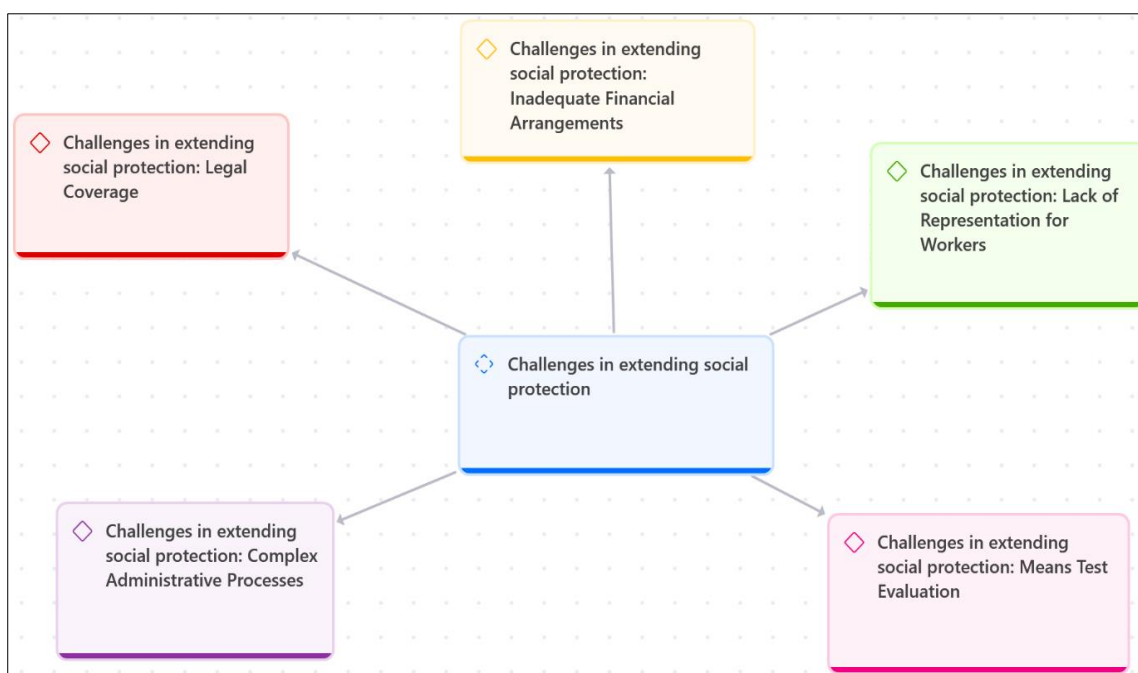 Challenges in extending
social protection:
Inadequate Financial
Arrangements
Challenges in extending
social protection: Legal
Coverage
Challenges in extending
social protection: Lack of
Representation for
Workers
Challenges in extending social
protection
Challenges in extending
social protection: Complex
Administrative Processes
Challenges in extending
social protection: Means Test
Evaluation